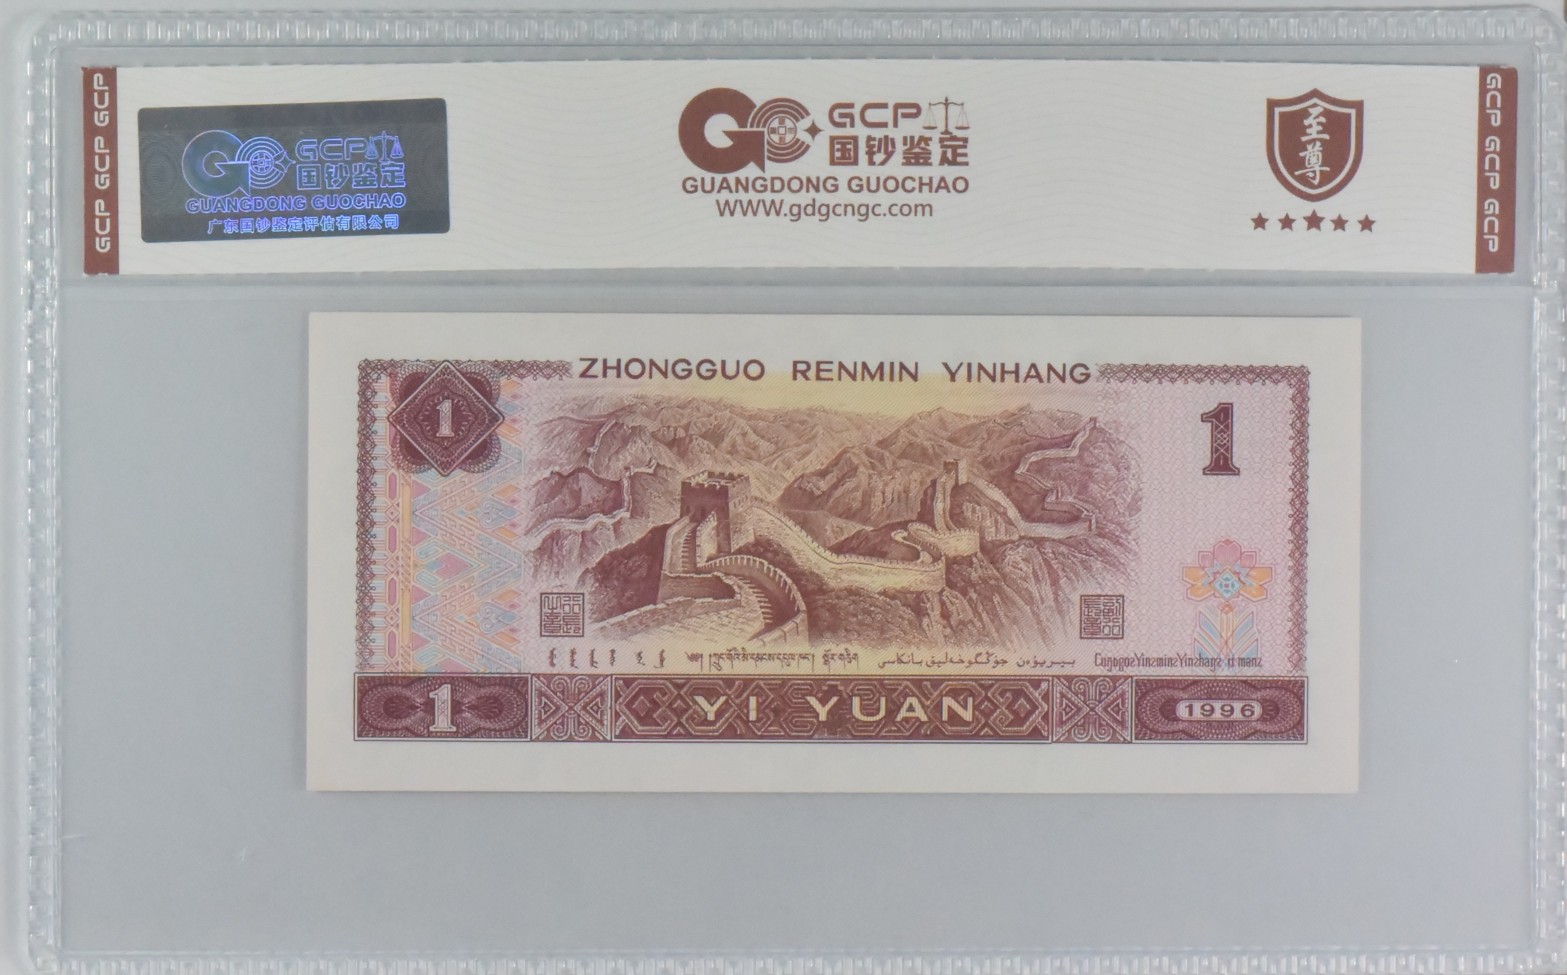 GCP GCP GCP
GCP
国钞鉴定
GUANGDONG GUOCHAO
广东国钞鉴定评估有限公司
GCP
国钞鉴定
GUANGDONG GUOCHAO
WWW.gdgcngc.com
至尊
GCP GCP GCP
ZHONGGUO RENMIN YINHANG
1
1
1 YI YUAN 1996